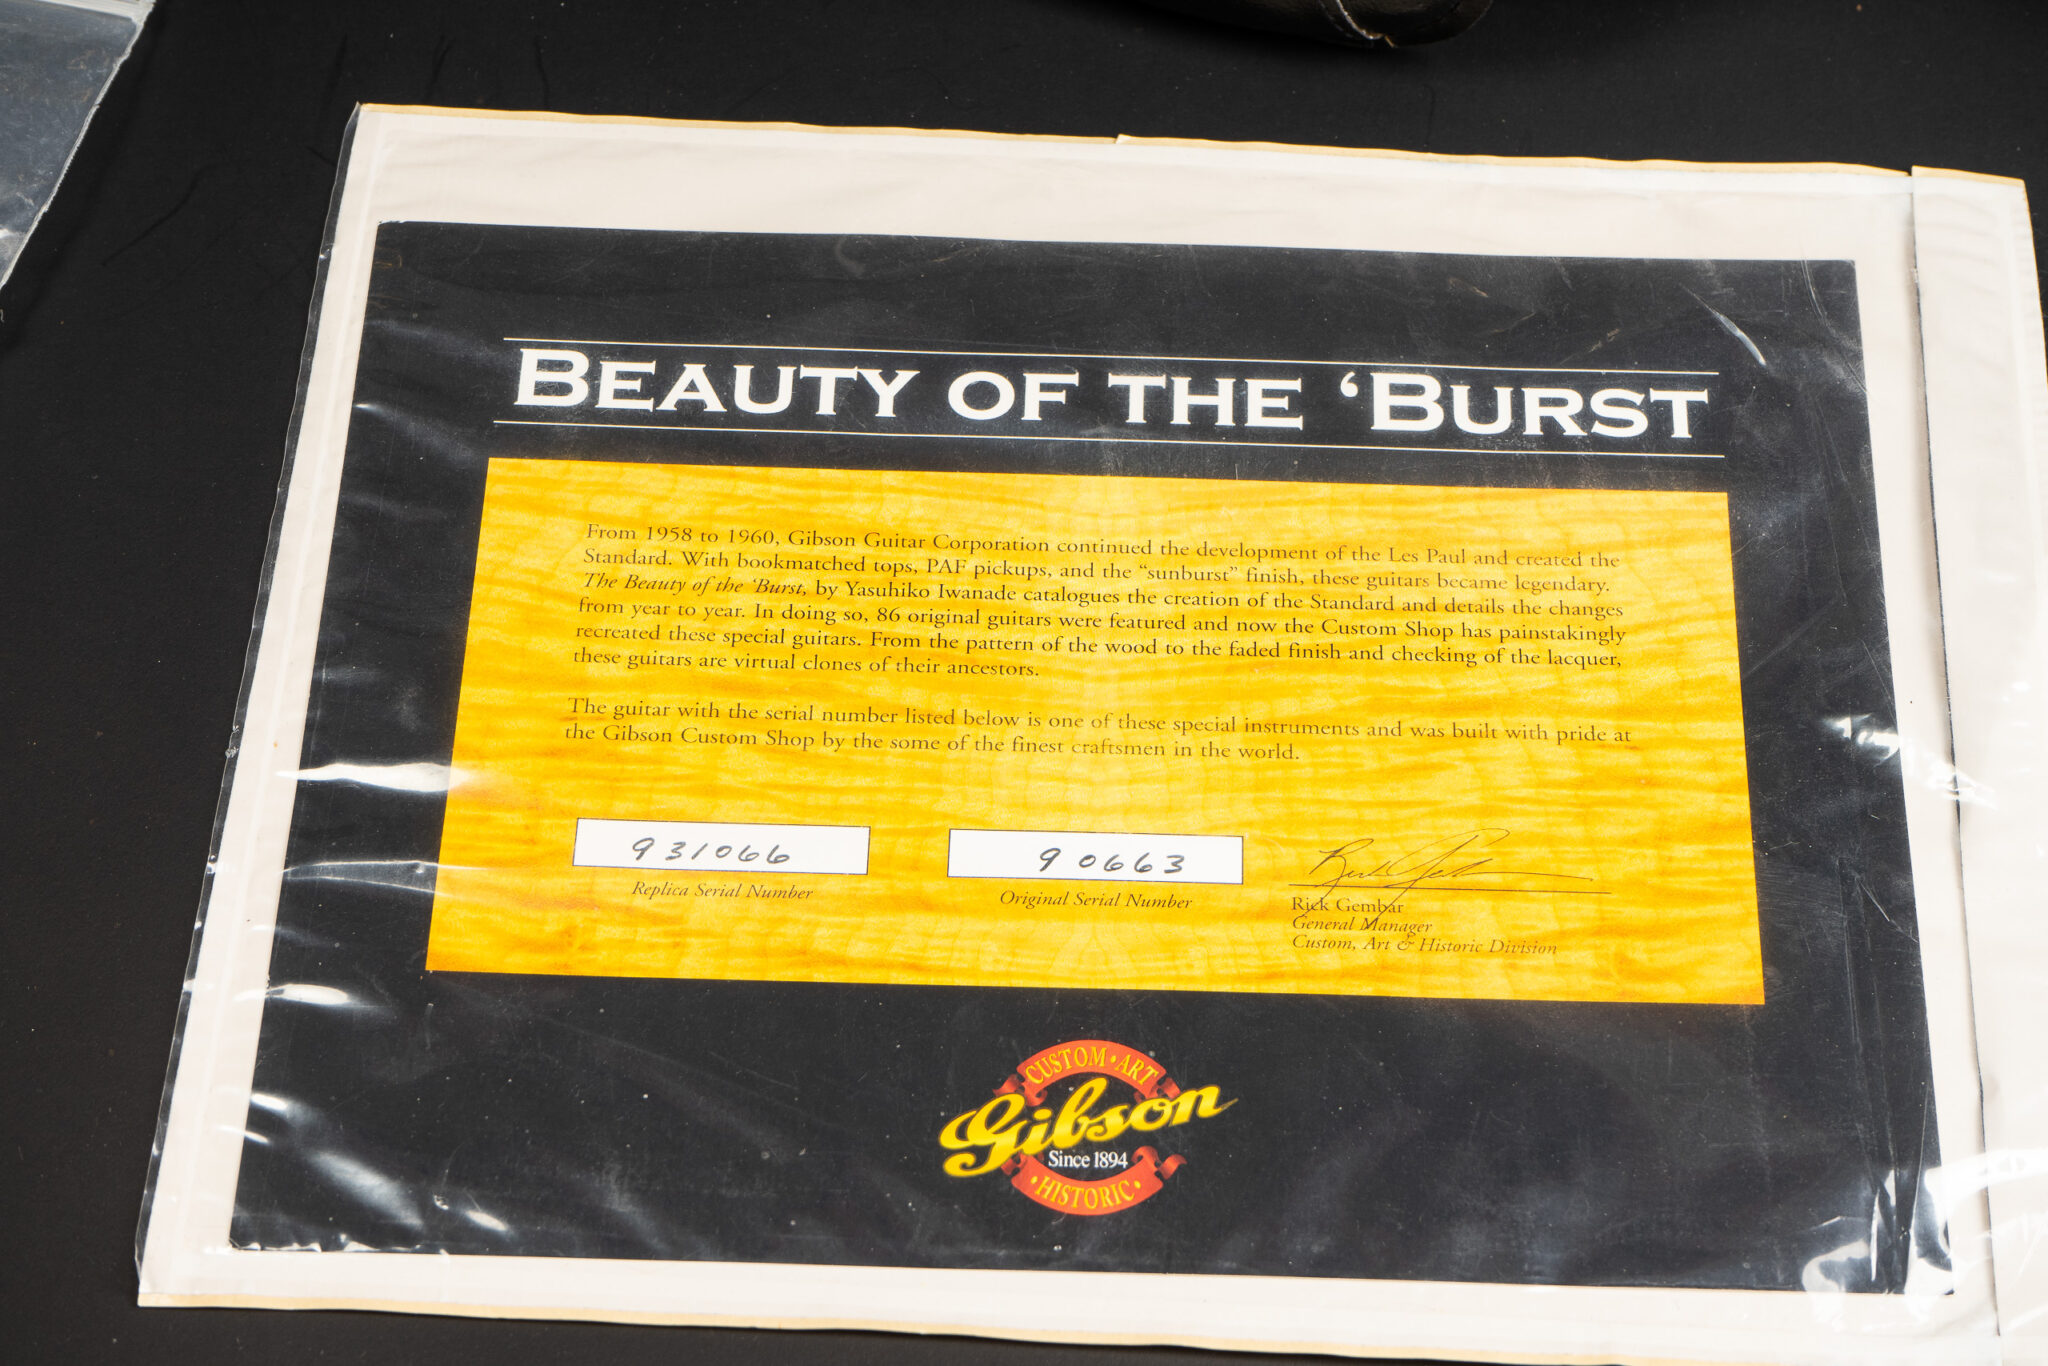 BEAUTY OF THE ‘BURST
From 1958 to 1960, Gibson Guitar Corporation continued the development of the Les Paul and created the
Standard. With bookmatched tops, PAF pickups, and the “sunburst” finish, these guitars became legendary.
The Beauty of the ‘Burst, by Yasuhiko Iwanade catalogues the creation of the Standard and details the changes
from year to year. In doing so, 86 original guitars were featured and now the Custom Shop has painstakingly
recreated these special guitars. From the pattern of the wood to the faded finish and checking of the lacquer,
these guitars are virtual clones of their ancestors.
The guitar with the serial number listed below is one of these special instruments and was built with pride at
the Gibson Custom Shop by the some of the finest craftsmen in the world.
931066
Replica Serial Number
90663
Original Serial Number
Rick Gembar
General Manager
Custom, Art & Historic Division
CUSTOM • ART
Gibson
Since 1894
• HISTORIC •